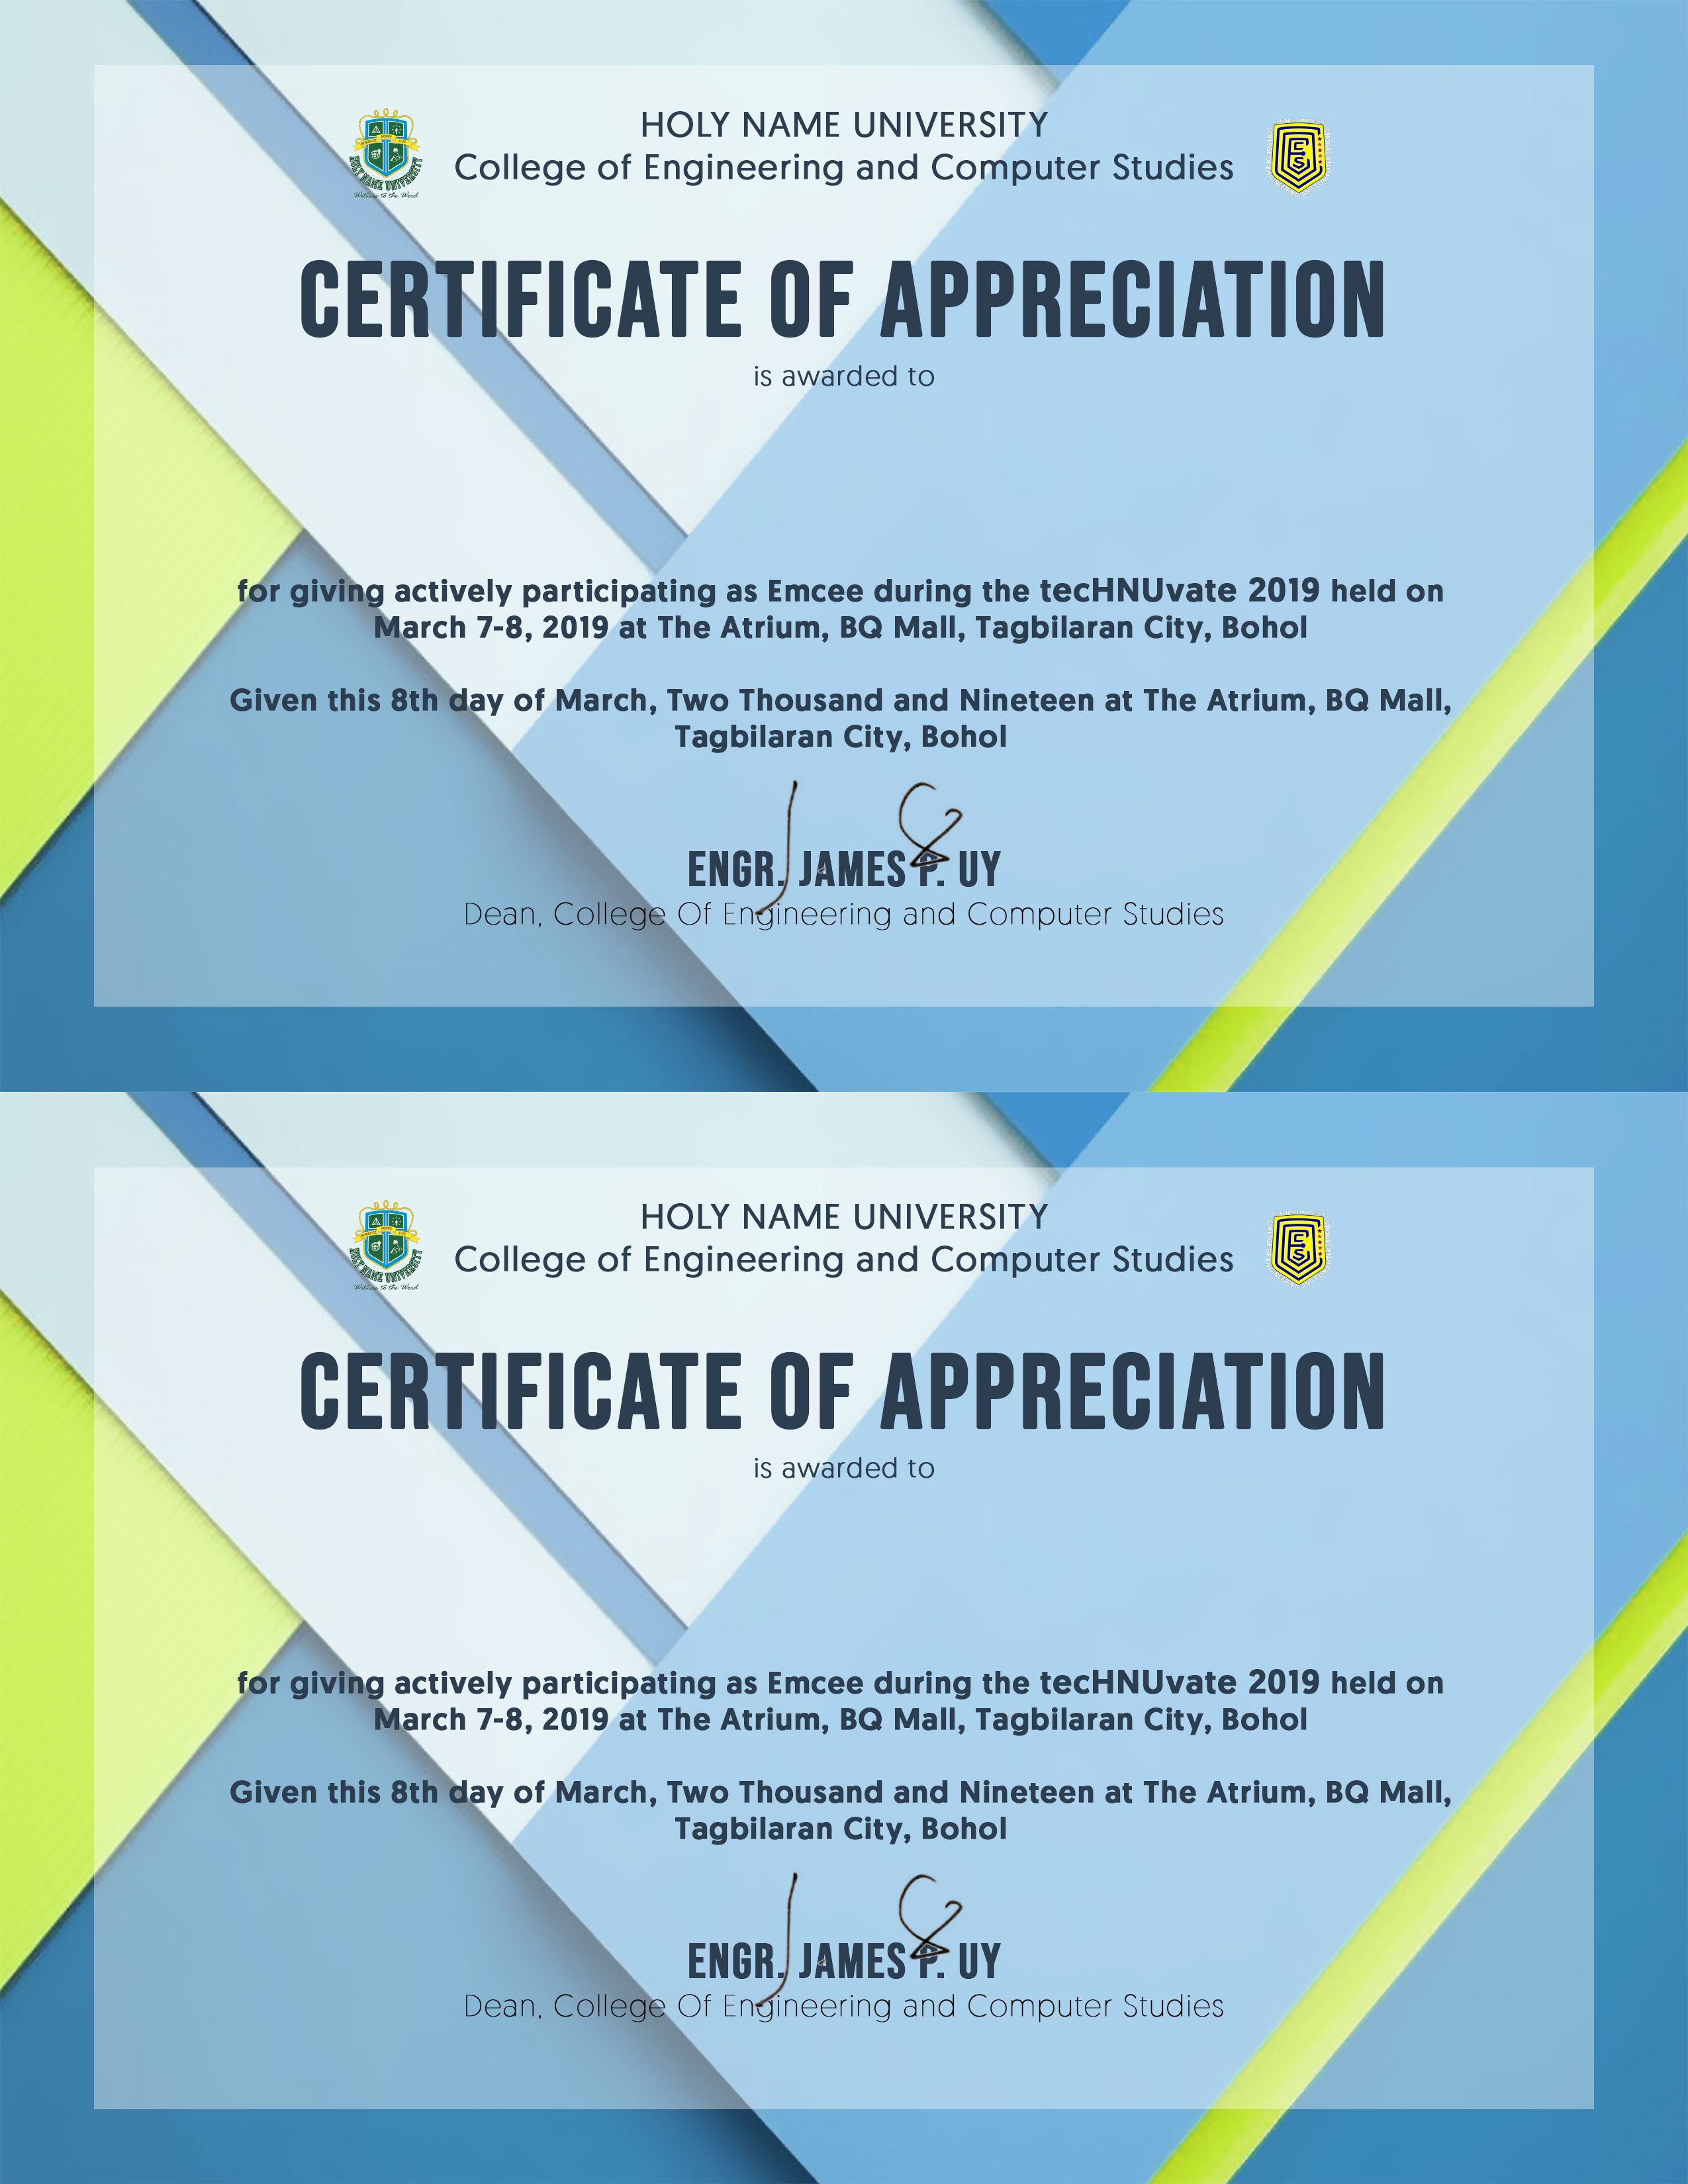 HOLY NAME UNIVERSITY
College of Engineering and Computer Studies
HOLY NAME UNIVERSITY
Witness to the Word
CECS
CERTIFICATE OF APPRECIATION
is awarded to
for giving actively participating as Emcee during the tecHNUvate 2019 held on
March 7-8, 2019 at The Atrium, BQ Mall, Tagbilaran City, Bohol
Given this 8th day of March, Two Thousand and Nineteen at The Atrium, BQ Mall,
Tagbilaran City, Bohol
ENGR. JAMES P. UY
Dean, College Of Engineering and Computer Studies
HOLY NAME UNIVERSITY
College of Engineering and Computer Studies
HOLY NAME UNIVERSITY
Witness to the Word
CECS
CERTIFICATE OF APPRECIATION
is awarded to
for giving actively participating as Emcee during the tecHNUvate 2019 held on
March 7-8, 2019 at The Atrium, BQ Mall, Tagbilaran City, Bohol
Given this 8th day of March, Two Thousand and Nineteen at The Atrium, BQ Mall,
Tagbilaran City, Bohol
ENGR. JAMES P. UY
Dean, College Of Engineering and Computer Studies